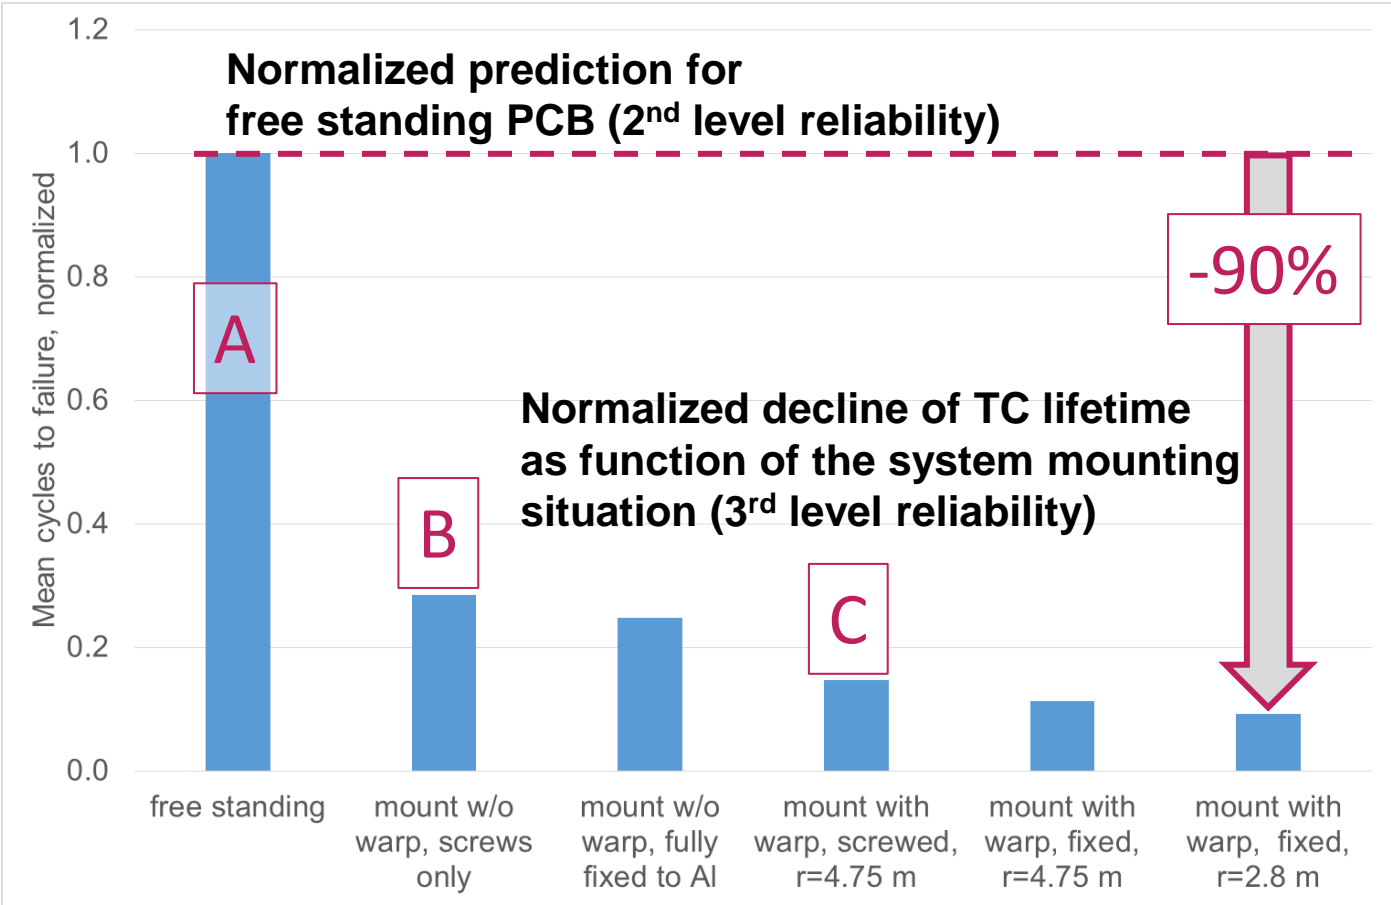 Normalized prediction for
free standing PCB (2nd level reliability)
Mean cycles to failure, normalized
1.2
1.0
0.8
0.6
0.4
0.2
0.0
-90%
A
Normalized decline of TC lifetime
as function of the system mounting
situation (3rd level reliability)
B
C
free standing
mount w/o
warp, screws
only
mount w/o
warp, fully
fixed to Al
mount with
warp, screwed,
r=4.75 m
mount with
warp, fixed,
r=4.75 m
mount with
warp, fixed,
r=2.8 m